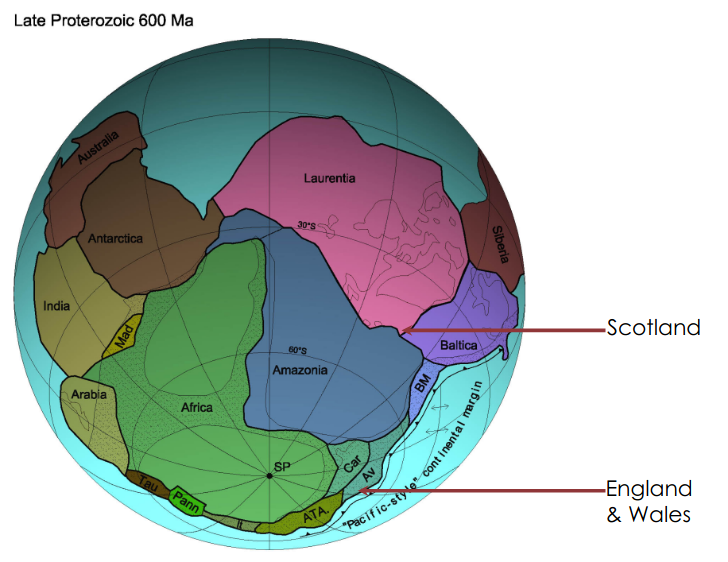 Late Proterozoic 600 Ma
Australia
Laurentia
Antarctica
30°S
Siberia
India
Mad
Scotland
Baltica
60°S
Amazonia
BM
Arabia
Africa
"Pacific-style" continental margin
SP
Car
Av
Tau
Pann
ATA.
England
& Wales